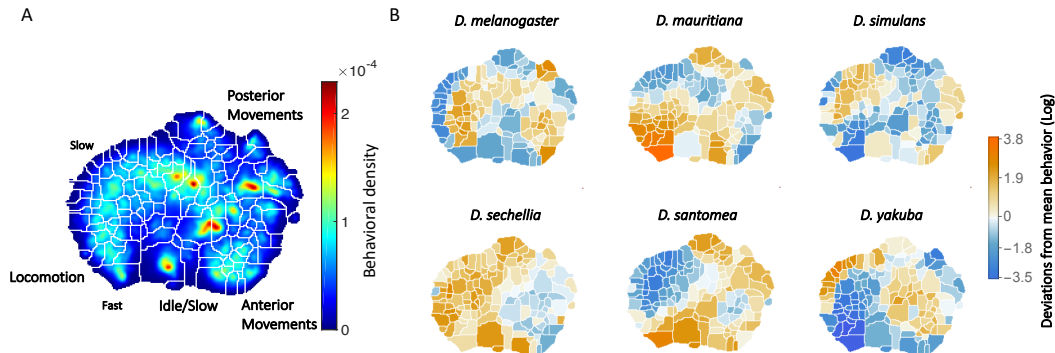 A
×10⁻⁴
2
1
0
Behavioral density
Posterior
Movements
Slow
Locomotion
Fast
Idle/Slow
Anterior
Movements
B
D. melanogaster
D. mauritiana
D. simulans
D. sechellia
D. santomea
D. yakuba
3.8
1.9
0
−1.8
−3.5
Deviations from mean behavior (Log)